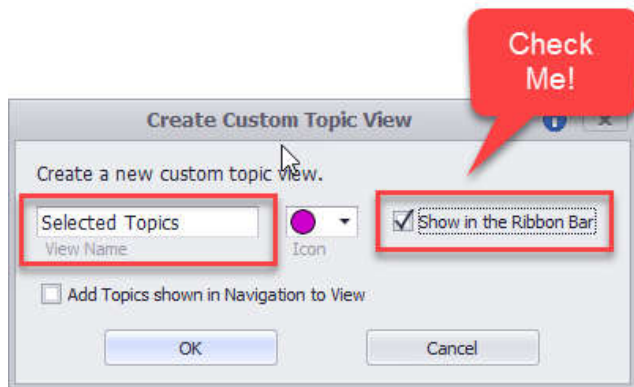 Check
Me!
Create Custom Topic View
Create a new custom topic view.
Selected Topics
Show in the Ribbon Bar
View Name
Icon
Add Topics shown in Navigation to View
OK
Cancel